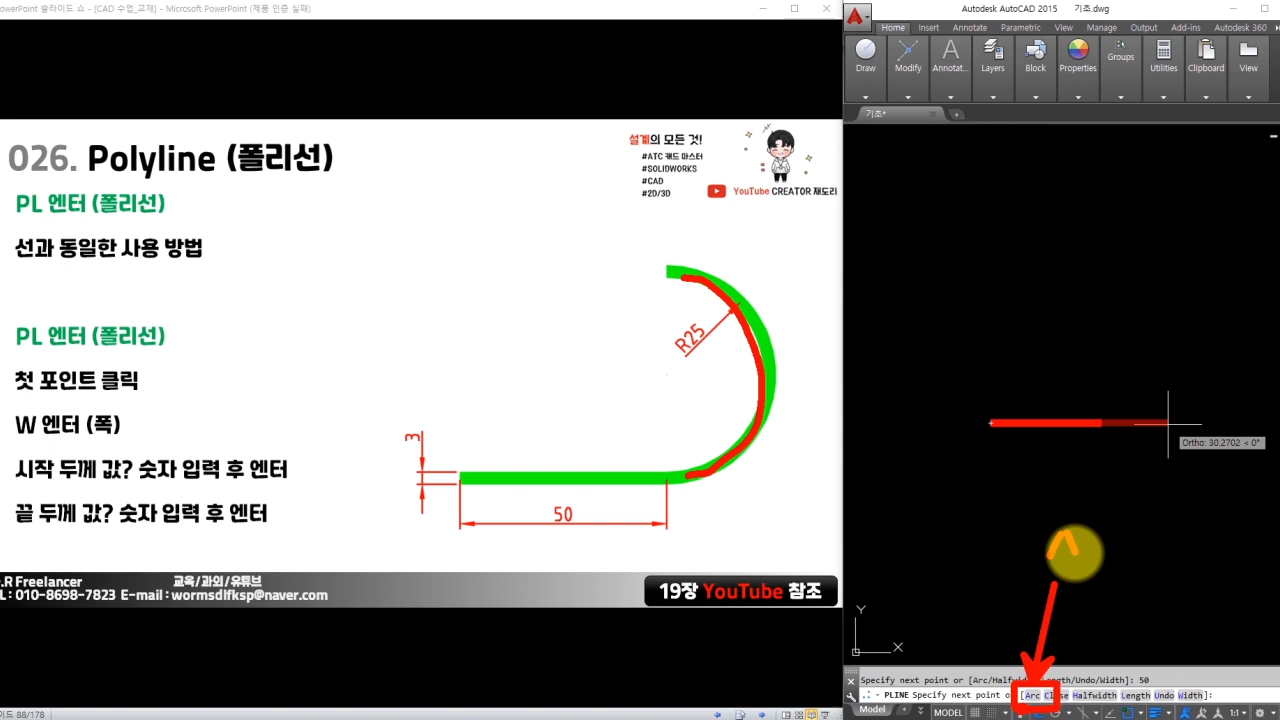 owerPoint 슬라이드 쇼 - [CAD 수업_교재] - Microsoft PowerPoint (제품 인증 실패)
026. Polyline (폴리선)
PL 엔터 (폴리선)
선과 동일한 사용 방법
PL 엔터 (폴리선)
첫 포인트 클릭
W 엔터 (폭)
시작 두께 값? 숫자 입력 후 엔터
끝 두께 값? 숫자 입력 후 엔터
설계의 모든 것!
#ATC 캐드 마스터
#SOLIDWORKS
#CAD
#2D/3D
YouTube CREATOR 재도리
R25
3
50
.R Freelancer
교육/과외/유튜브
L : 010-8698-7823 E-mail : wormsdlfksp@naver.com
19장 YouTube 참조
이드 88/178
Autodesk AutoCAD 2015 기초.dwg
Home Insert Annotate Parametric View Manage Output Add-ins Autodesk 360
Draw Modify Annotat... Layers Block Properties Groups Utilities Clipboard View
기초*
Ortho: 30.2702 < 0°
Y
X
Specify next point or [Arc/Halfwidth/Length/Undo/Width]: 50
PLINE Specify next point or [Arc Close Halfwidth Length Undo Width]:
Model
MODEL
1:1